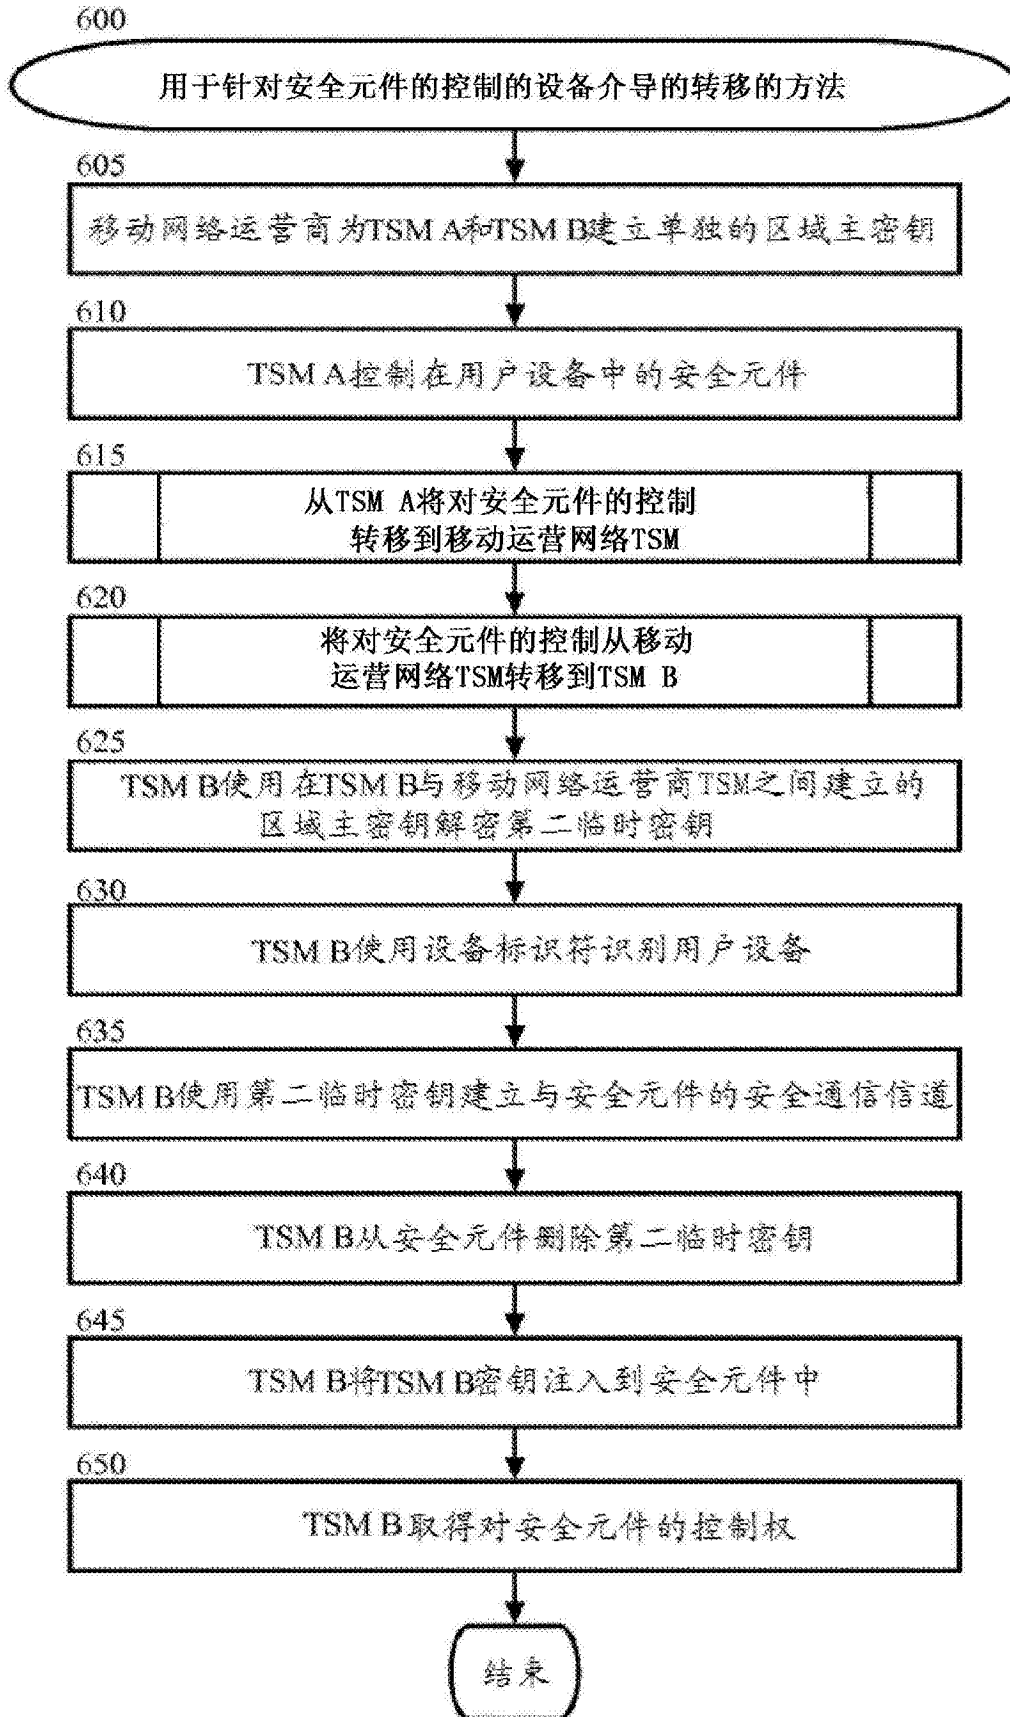 600
用于针对安全元件的控制的设备介导的转移的方法
605
移动网络运营商为TSM A和TSM B建立单独的区域主密钥
610
TSM A控制在用户设备中的安全元件
615
从TSM A将对安全元件的控制
转移到移动运营网络TSM
620
将对安全元件的控制从移动
运营网络TSM转移到TSM B
625
TSM B使用在TSM B与移动网络运营商TSM之间建立的
区域主密钥解密第二临时密钥
630
TSM B使用设备标识符识别用户设备
635
TSM B使用第二临时密钥建立与安全元件的安全通信信道
640
TSM B从安全元件删除第二临时密钥
645
TSM B将TSM B密钥注入到安全元件中
650
TSM B取得对安全元件的控制权
结束